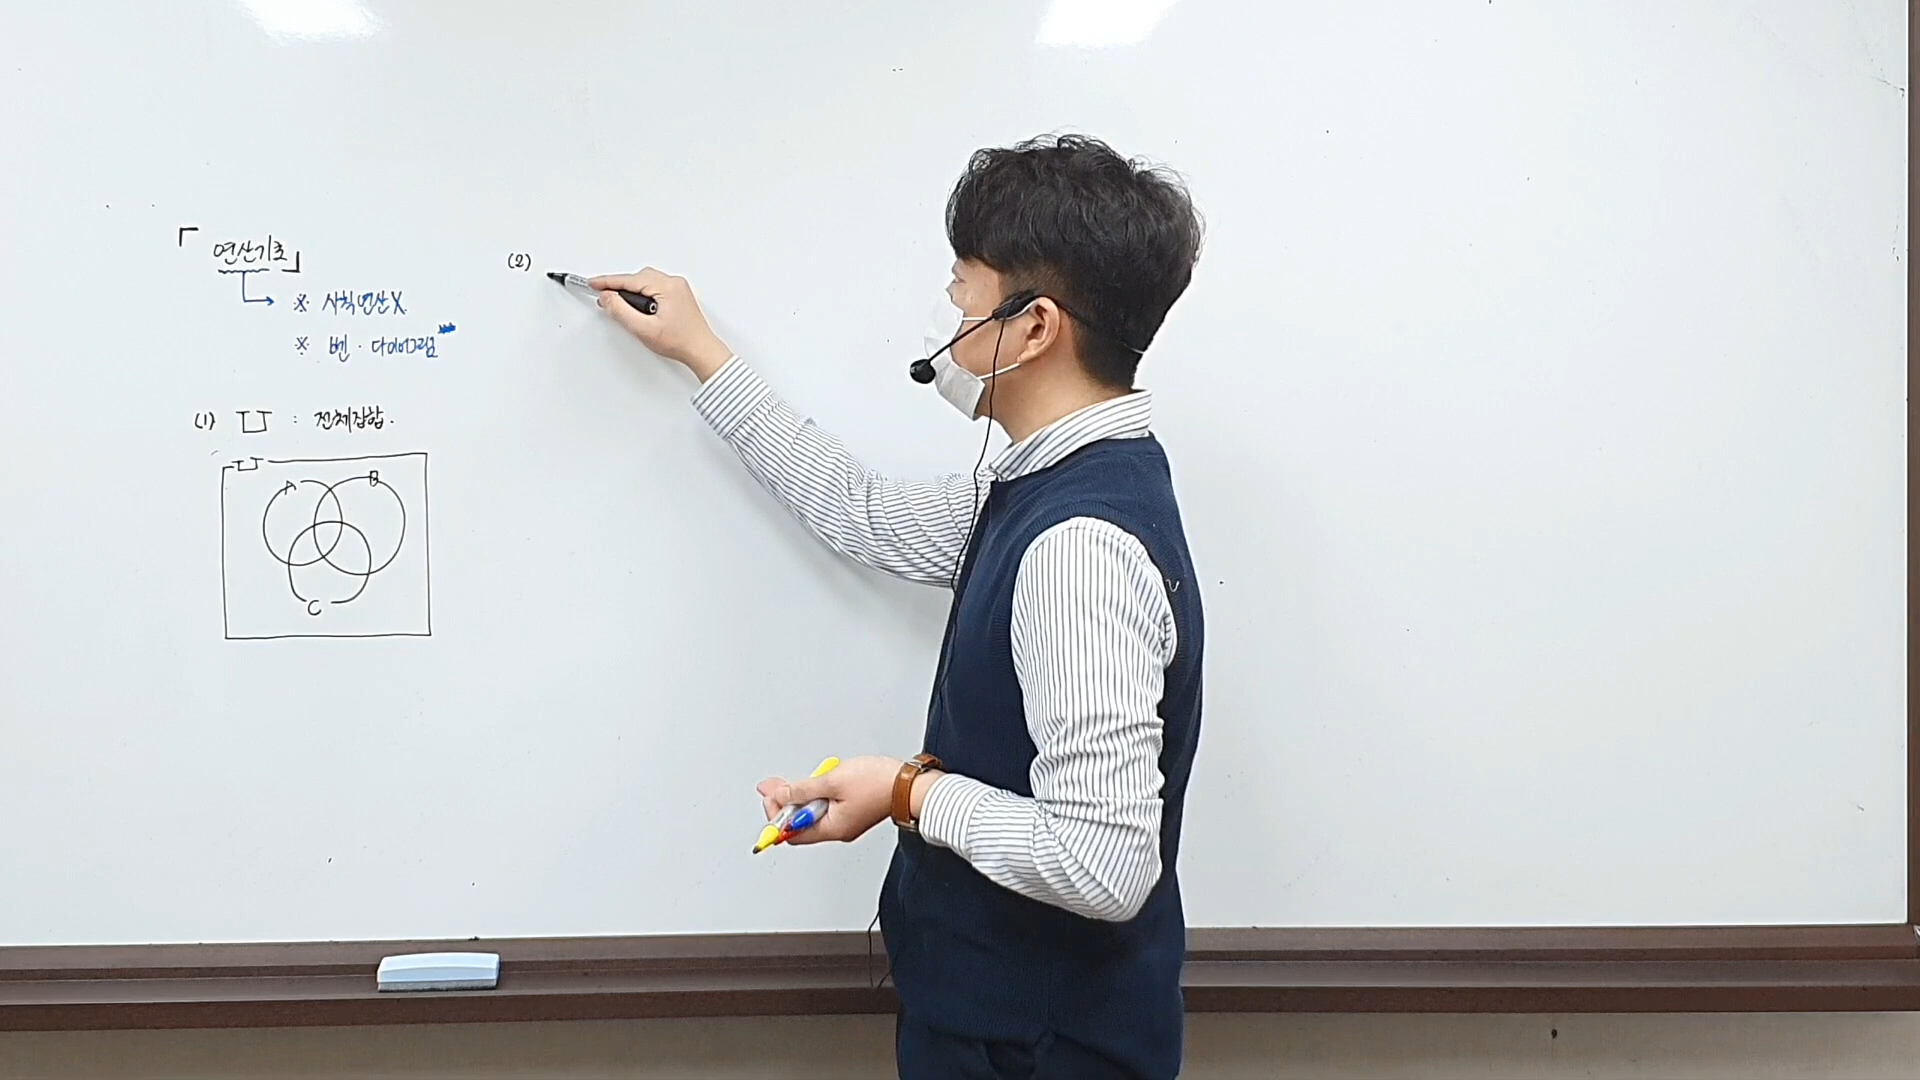 「연산기초」
※ 사칙연산X
※ 벤 · 다이어그램
(1) U : 전체집합.
U
A
B
C
(2)